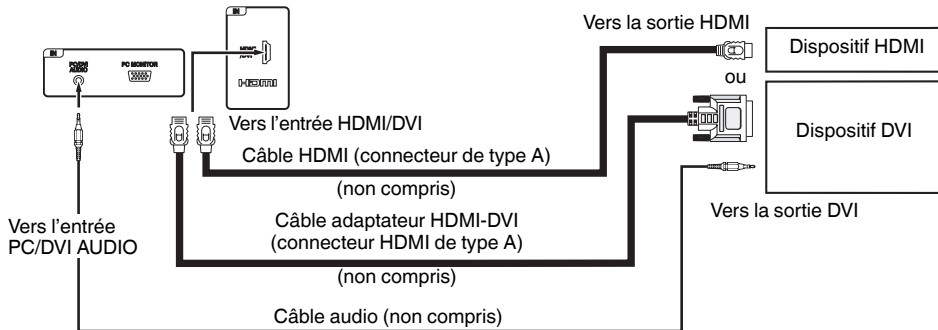 IN
PC/DVI
AUDIO
PC MONITOR
IN
HDMI
Vers l'entrée HDMI/DVI
Vers la sortie HDMI
Dispositif HDMI
ou
Dispositif DVI
Câble HDMI (connecteur de type A)
(non compris)
Vers la sortie DVI
Vers l'entrée
PC/DVI AUDIO
Câble adaptateur HDMI-DVI
(connecteur HDMI de type A)
(non compris)
Câble audio (non compris)